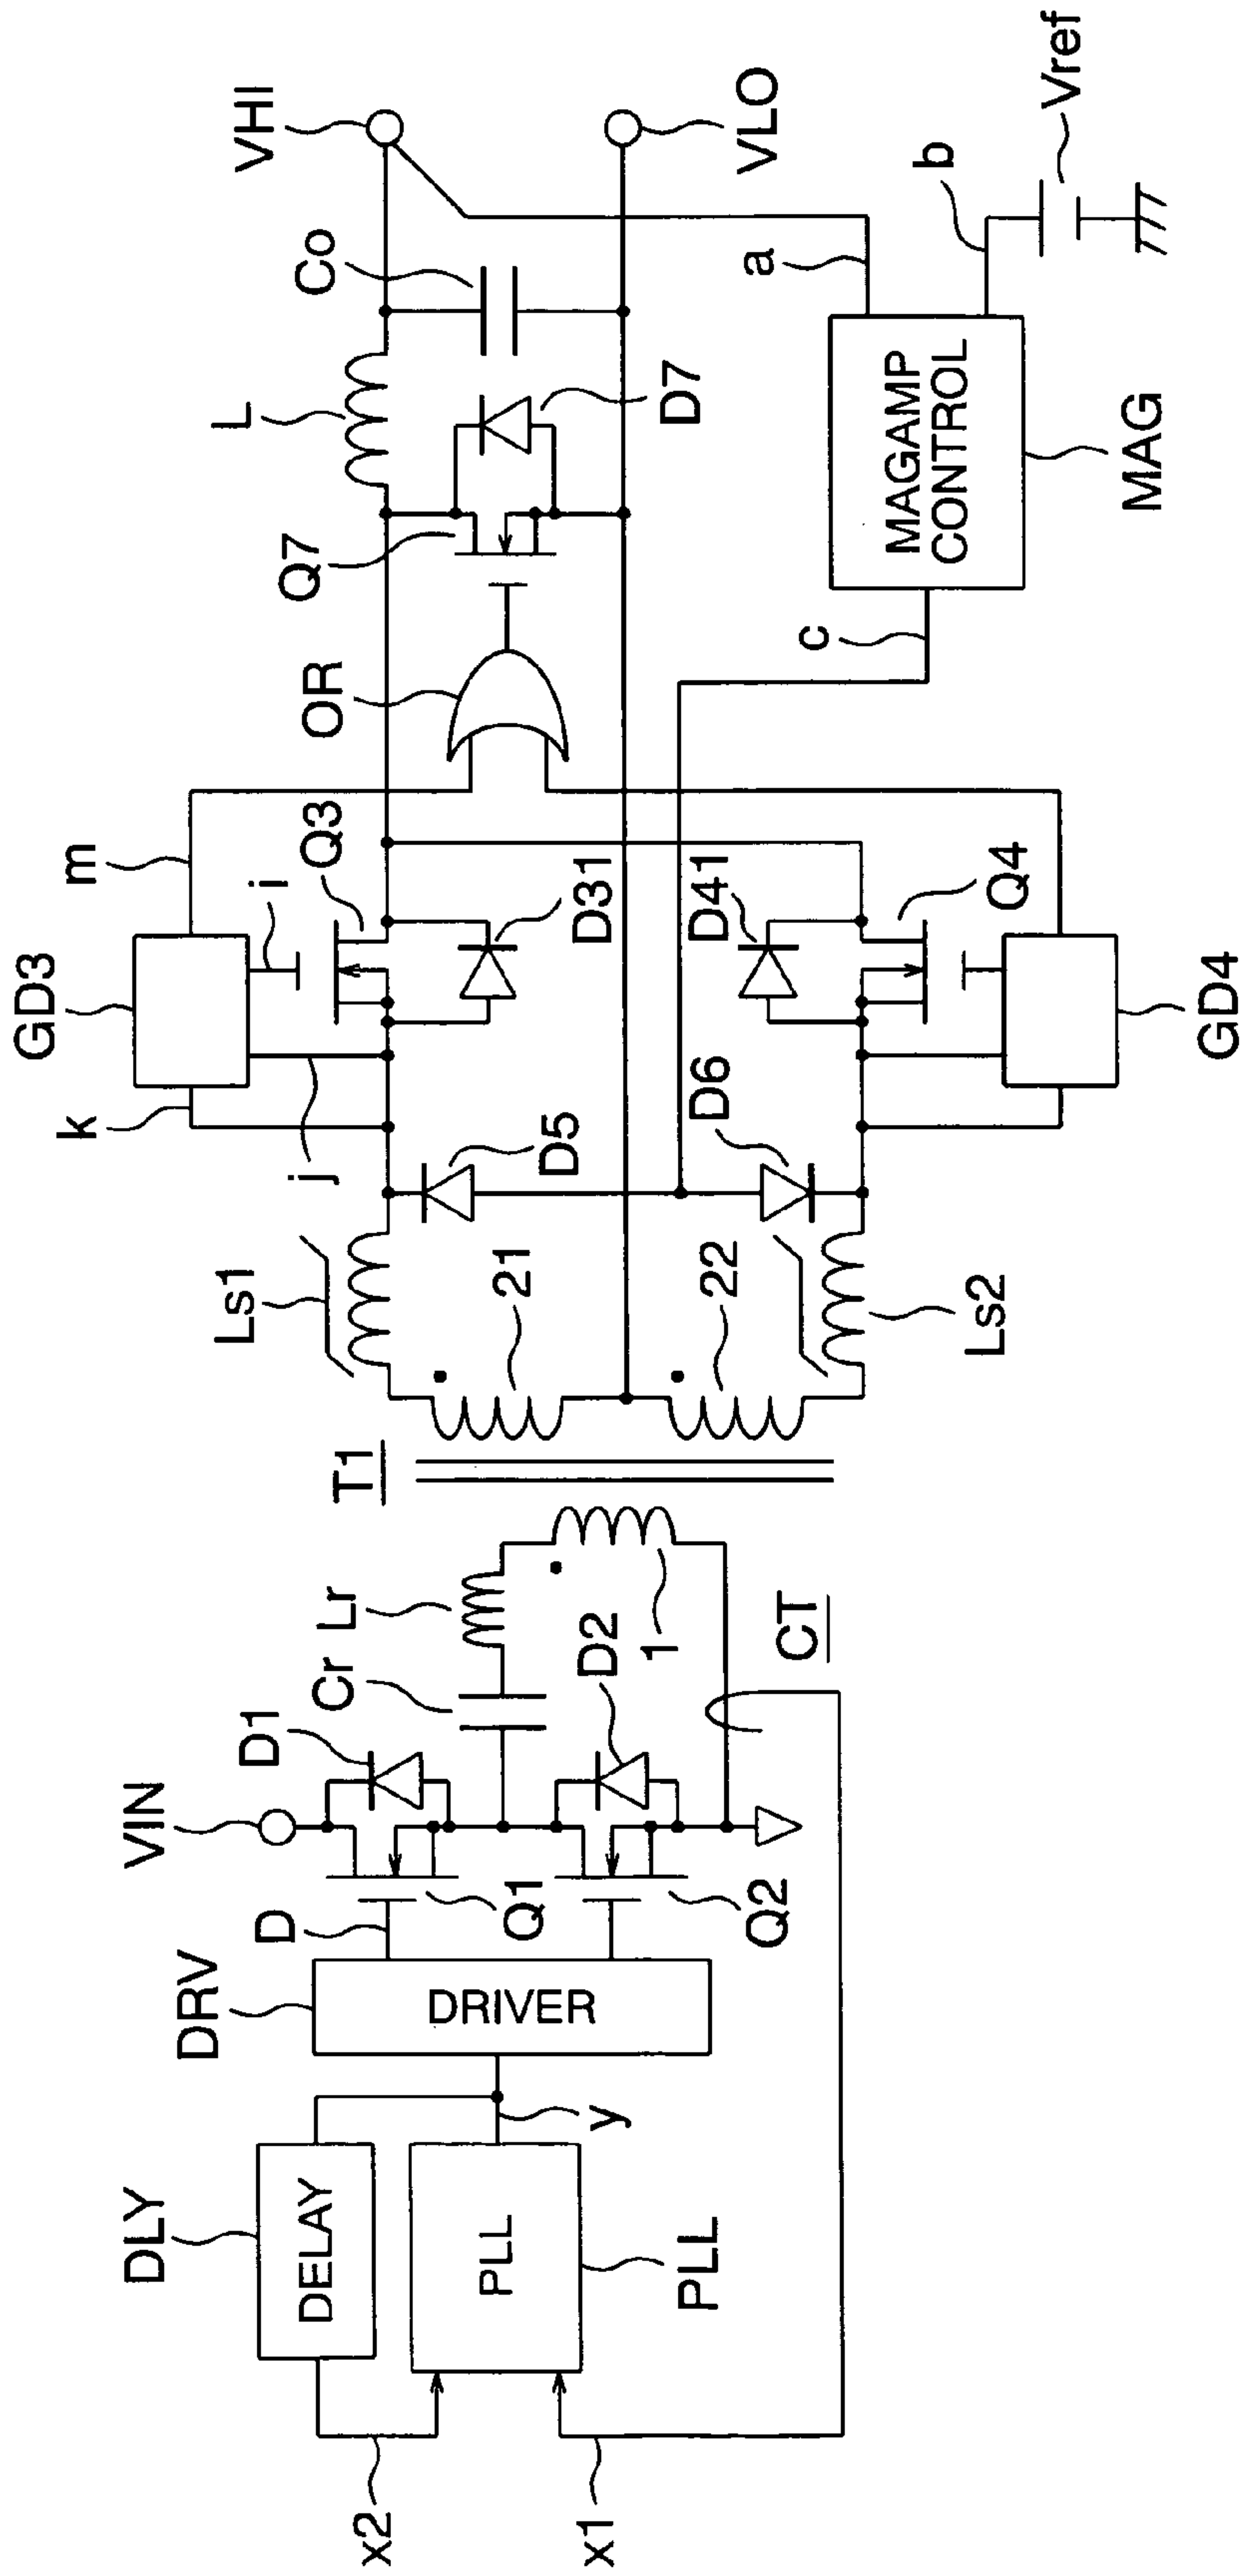 x2
x1
DLY
DELAY
PLL
PLL
y
DRV
DRIVER
D
VIN
Q1
Q2
D1
D2
Cr
Lr
1
CT
T1
21
22
Ls1
Ls2
D5
D6
k
j
GD3
GD4
m
i
Q3
D31
D41
Q4
OR
c
Q7
D7
L
Co
MAGAMP
CONTROL
MAG
a
b
VHI
VLO
Vref